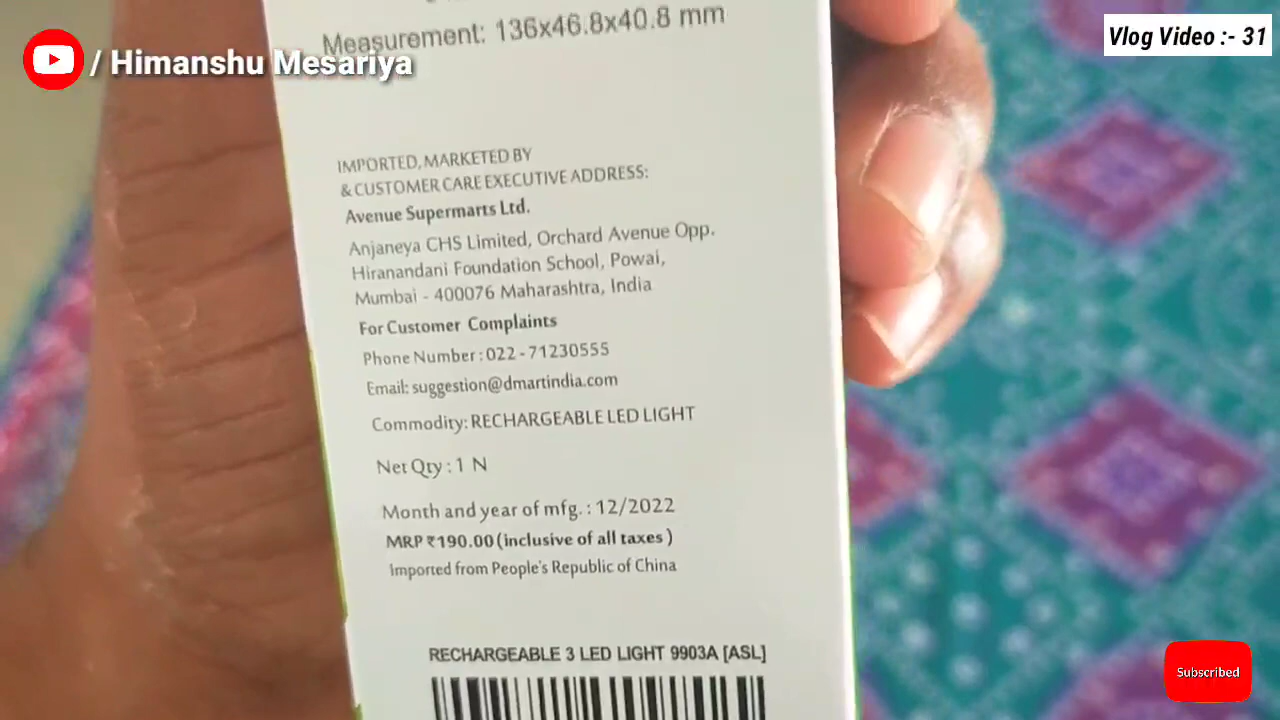 Measurement: 136x46.8x40.8 mm
/ Himanshu Mesariya
Vlog Video :- 31
IMPORTED, MARKETED BY
& CUSTOMER CARE EXECUTIVE ADDRESS:
Avenue Supermarts Ltd.
Anjaneya CHS Limited, Orchard Avenue Opp.
Hiranandani Foundation School, Powai,
Mumbai - 400076 Maharashtra, India
For Customer Complaints
Phone Number : 022 - 71230555
Email: suggestion@dmartindia.com
Commodity: RECHARGEABLE LED LIGHT
Net Qty : 1 N
Month and year of mfg. : 12/2022
MRP ₹190.00 (inclusive of all taxes )
Imported from People's Republic of China
RECHARGEABLE 3 LED LIGHT 9903A [ASL]
Subscribed